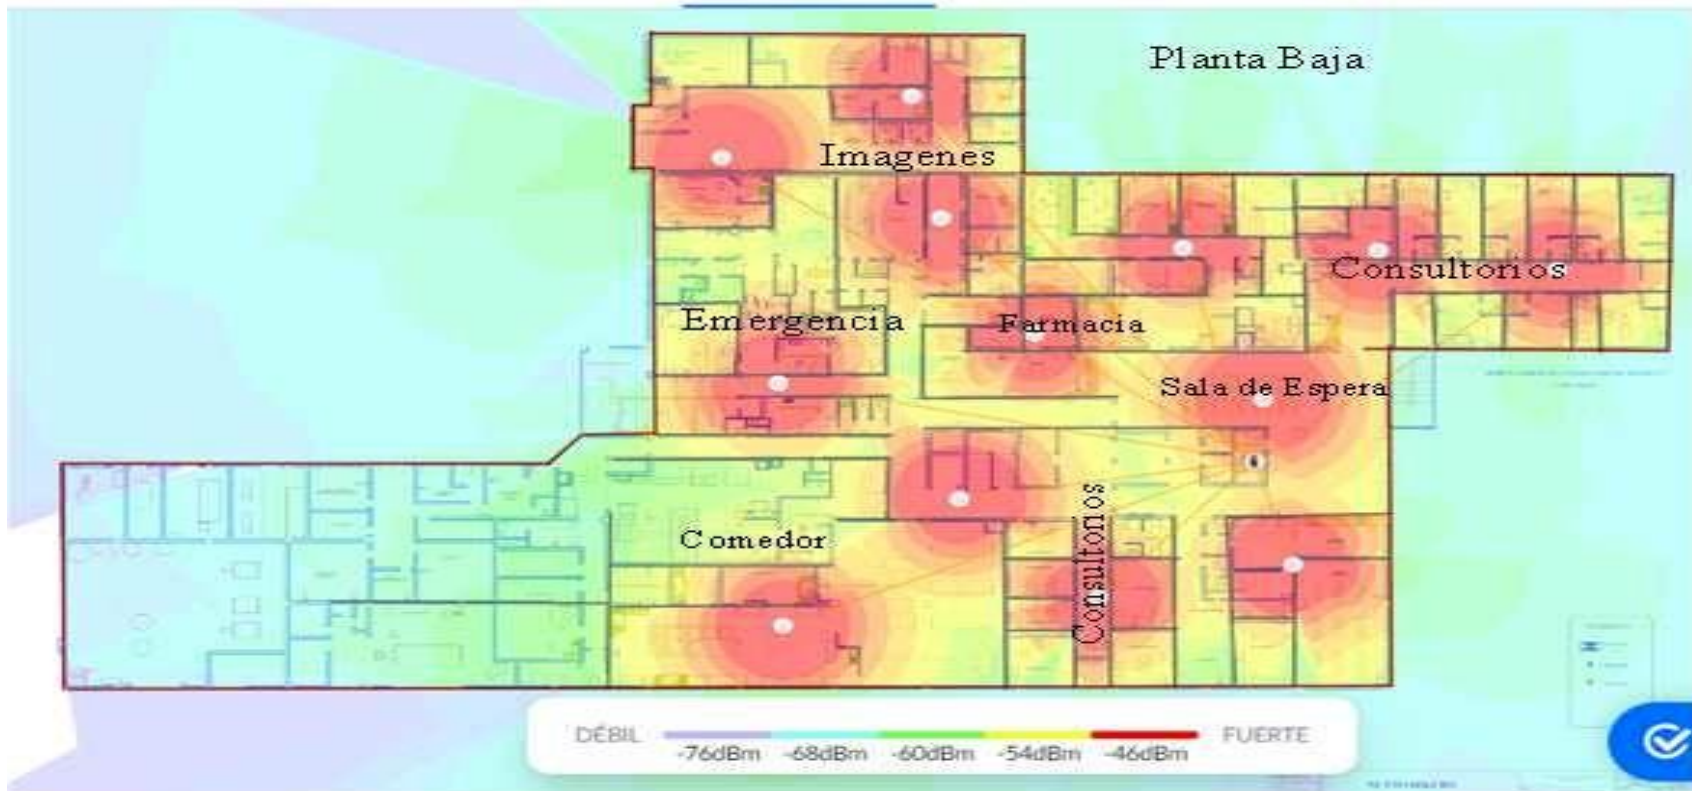 Planta Baja
Imagenes
Consultorios
Emergencia
Farmacia
Sala de Espera
Consultorios
Comedor
DÉBIL
FUERTE
-76dBm -68dBm -60dBm -54dBm -46dBm